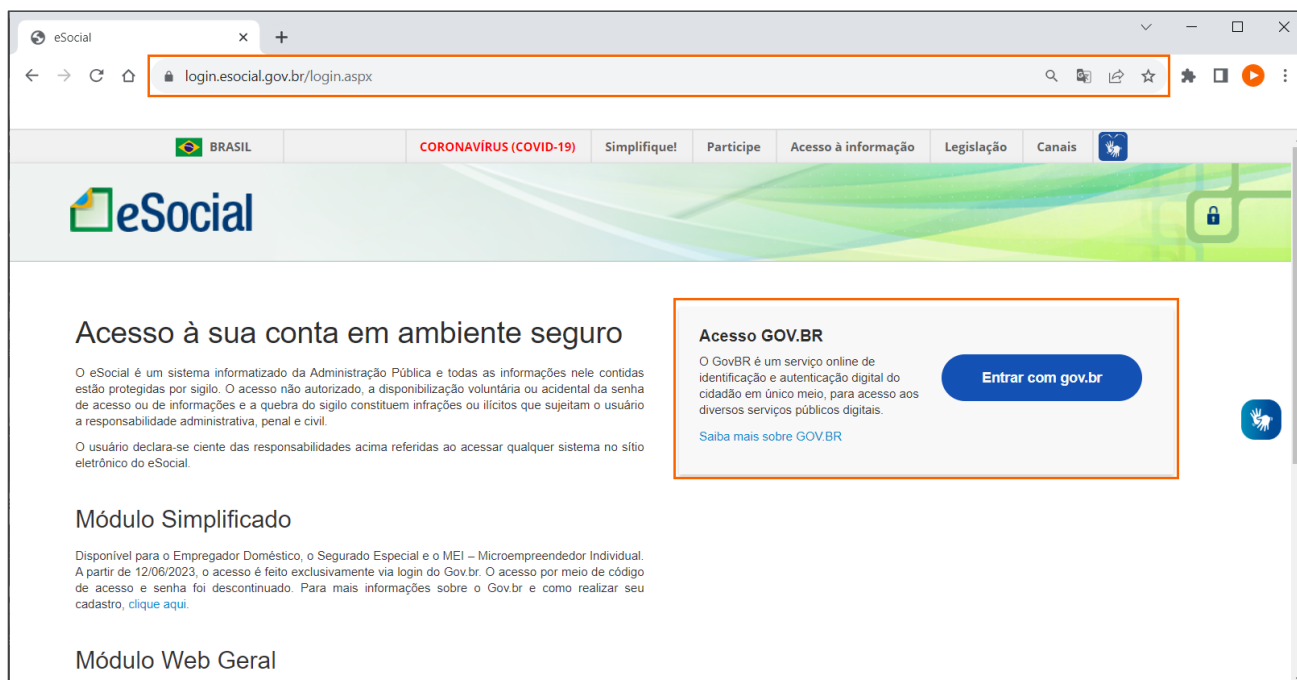 eSocial
login.esocial.gov.br/login.aspx
BRASIL
CORONAVÍRUS (COVID-19)
Simplifique!
Participe
Acesso à informação
Legislação
Canais
eSocial
Acesso à sua conta em ambiente seguro
O eSocial é um sistema informatizado da Administração Pública e todas as informações nele contidas
estão protegidas por sigilo. O acesso não autorizado, a disponibilização voluntária ou acidental da senha
de acesso ou de informações e a quebra do sigilo constituem infrações ou ilícitos que sujeitam o usuário
a responsabilidade administrativa, penal e civil.
O usuário declara-se ciente das responsabilidades acima referidas ao acessar qualquer sistema no sítio
eletrônico do eSocial.
Acesso GOV.BR
O GovBR é um serviço online de
identificação e autenticação digital do
cidadão em único meio, para acesso aos
diversos serviços públicos digitais.
Saiba mais sobre GOV.BR
Entrar com gov.br
Módulo Simplificado
Disponível para o Empregador Doméstico, o Segurado Especial e o MEI – Microempreendedor Individual.
A partir de 12/06/2023, o acesso é feito exclusivamente via login do Gov.br. O acesso por meio de código
de acesso e senha foi descontinuado. Para mais informações sobre o Gov.br e como realizar seu
cadastro, clique aqui.
Módulo Web Geral